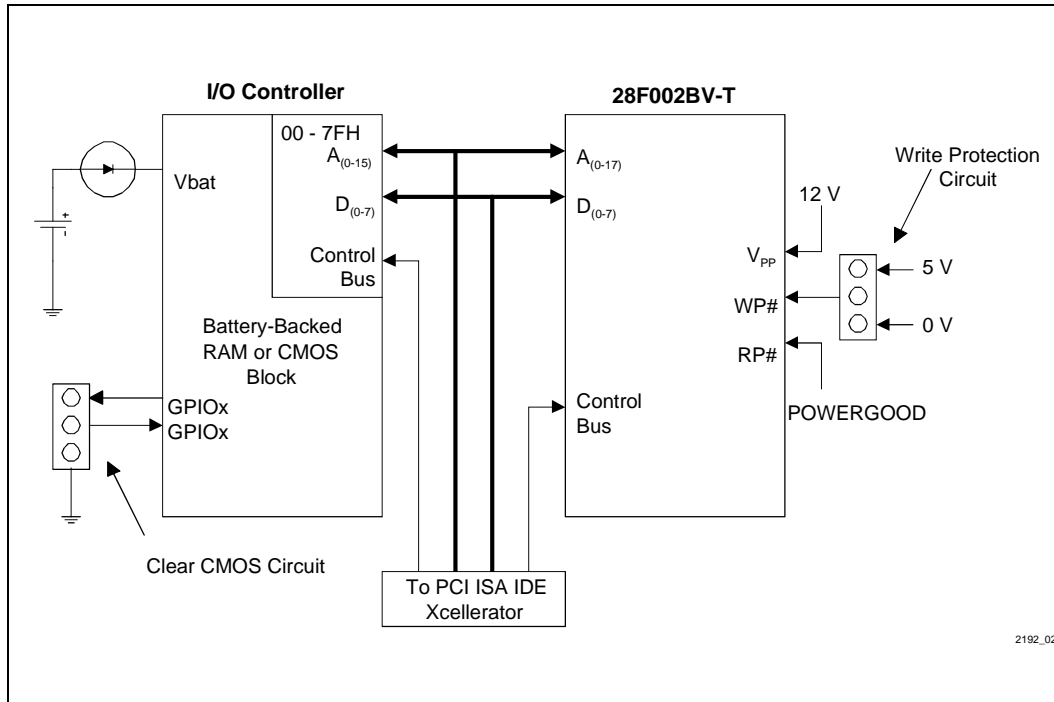 I/O Controller
28F002BV-T
00 - 7FH
A(0-15)
D(0-7)
Control
Bus
Vbat
+
-
Battery-Backed
RAM or CMOS
Block
GPIOx
GPIOx
Clear CMOS Circuit
A(0-17)
D(0-7)
Control
Bus
VPP
WP#
RP#
12 V
Write Protection
Circuit
5 V
0 V
POWERGOOD
To PCI ISA IDE
Xcellerator
2192_02